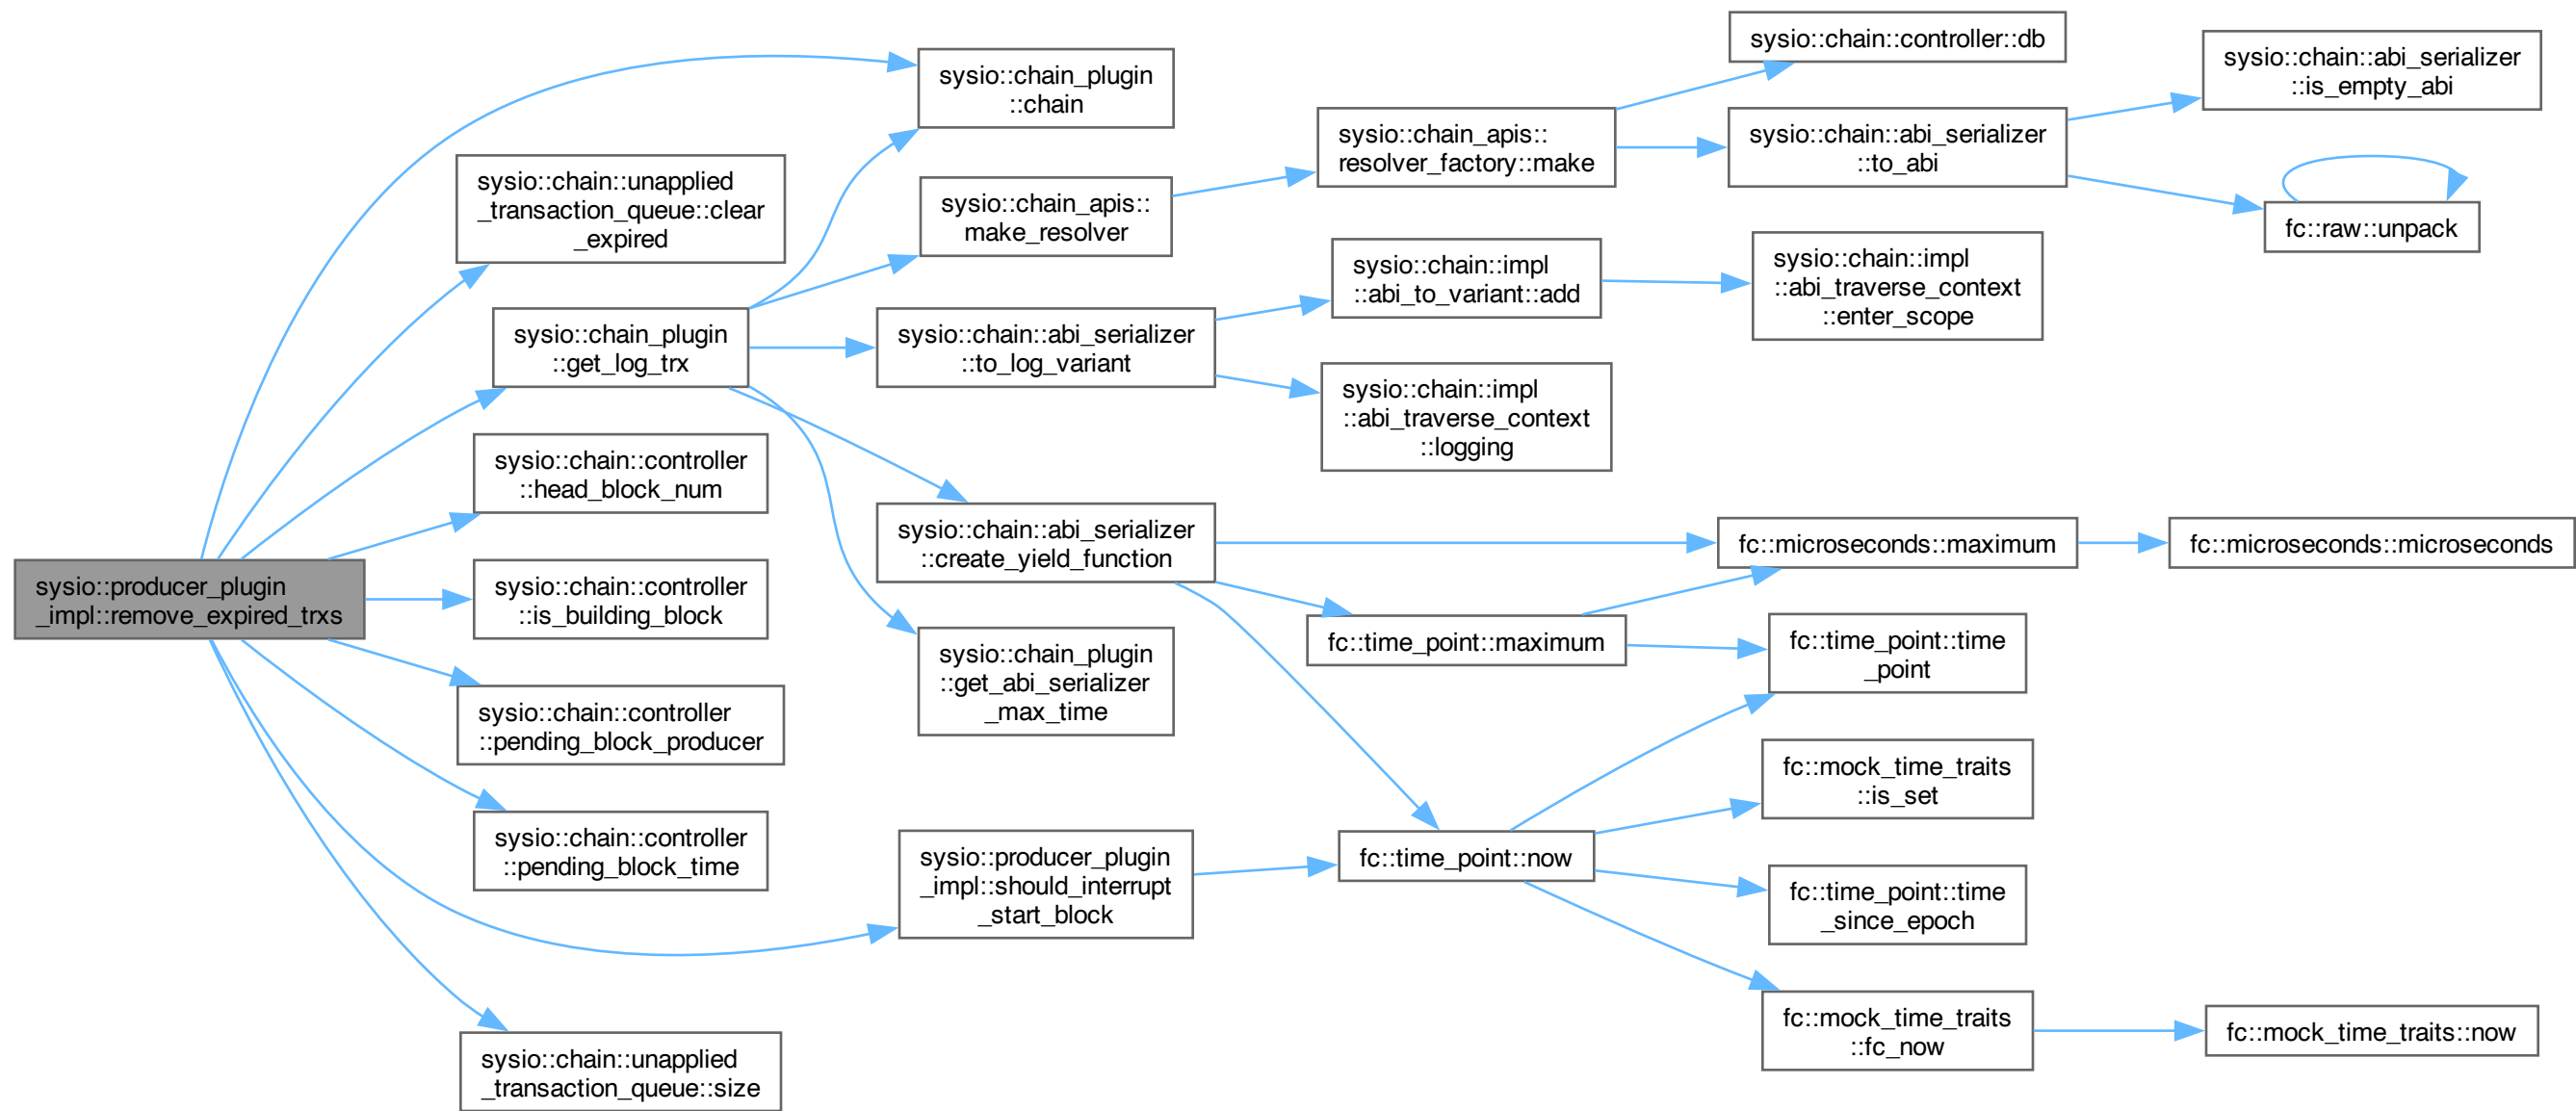 sysio::producer_plugin
_impl::remove_expired_trxs
sysio::chain_plugin
::chain
sysio::chain::unapplied
_transaction_queue::clear
_expired
sysio::chain_plugin
::get_log_trx
sysio::chain::controller
::head_block_num
sysio::chain::controller
::is_building_block
sysio::chain::controller
::pending_block_producer
sysio::chain::controller
::pending_block_time
sysio::chain::unapplied
_transaction_queue::size
sysio::chain_apis::
make_resolver
sysio::chain::abi_serializer
::to_log_variant
sysio::chain::abi_serializer
::create_yield_function
sysio::chain_plugin
::get_abi_serializer
_max_time
sysio::producer_plugin
_impl::should_interrupt
_start_block
sysio::chain_apis::
resolver_factory::make
sysio::chain::impl
::abi_to_variant::add
sysio::chain::impl
::abi_traverse_context
::logging
fc::time_point::maximum
fc::time_point::now
sysio::chain::controller::db
sysio::chain::abi_serializer
::to_abi
sysio::chain::impl
::abi_traverse_context
::enter_scope
fc::microseconds::maximum
fc::time_point::time
_point
fc::mock_time_traits
::is_set
fc::time_point::time
_since_epoch
fc::mock_time_traits
::fc_now
sysio::chain::abi_serializer
::is_empty_abi
fc::raw::unpack
fc::microseconds::microseconds
fc::mock_time_traits::now